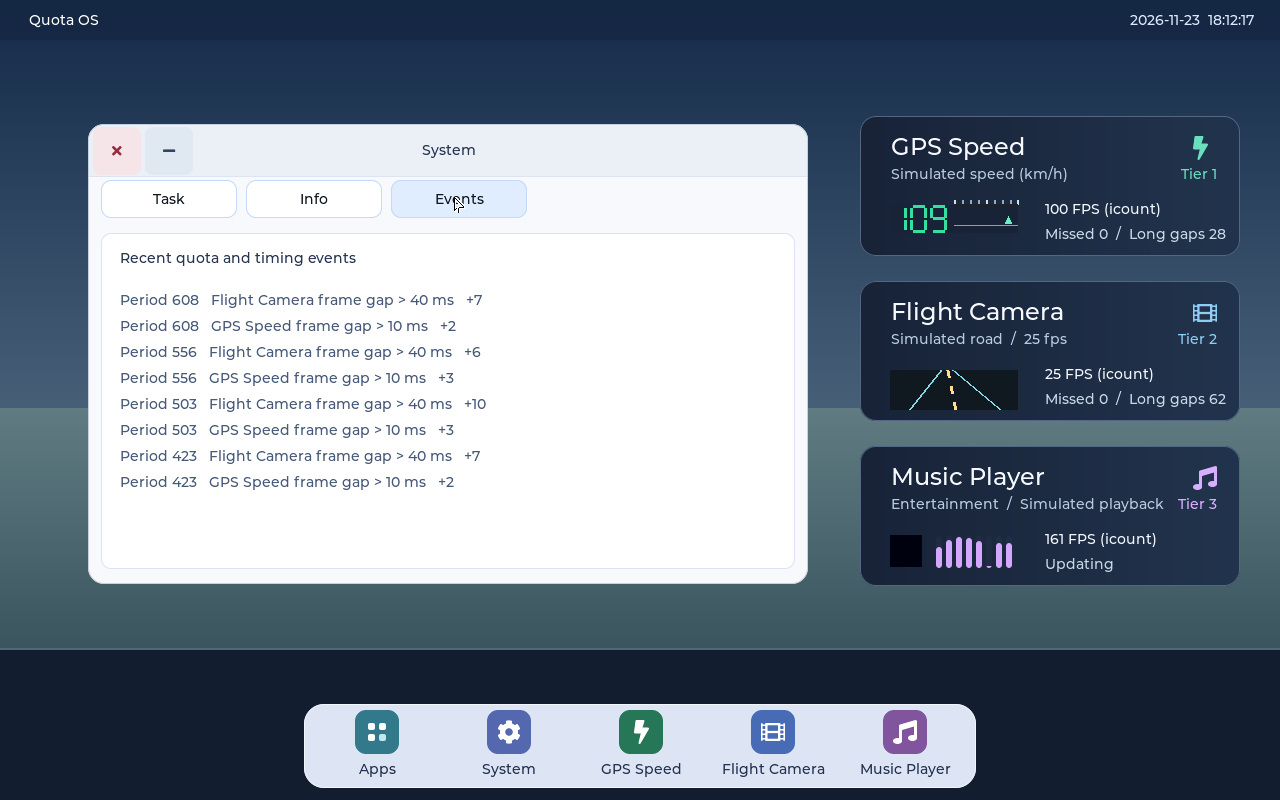 Quota OS
2026-11-23 18:12:17
System
Task
Info
Events
Recent quota and timing events
Period 608 Flight Camera frame gap > 40 ms +7
Period 608 GPS Speed frame gap > 10 ms +2
Period 556 Flight Camera frame gap > 40 ms +6
Period 556 GPS Speed frame gap > 10 ms +3
Period 503 Flight Camera frame gap > 40 ms +10
Period 503 GPS Speed frame gap > 10 ms +3
Period 423 Flight Camera frame gap > 40 ms +7
Period 423 GPS Speed frame gap > 10 ms +2
GPS Speed
Simulated speed (km/h)
Tier 1
109
100 FPS (icount)
Missed 0 / Long gaps 28
Flight Camera
Simulated road / 25 fps
Tier 2
25 FPS (icount)
Missed 0 / Long gaps 62
Music Player
Entertainment / Simulated playback
Tier 3
161 FPS (icount)
Updating
Apps
System
GPS Speed
Flight Camera
Music Player